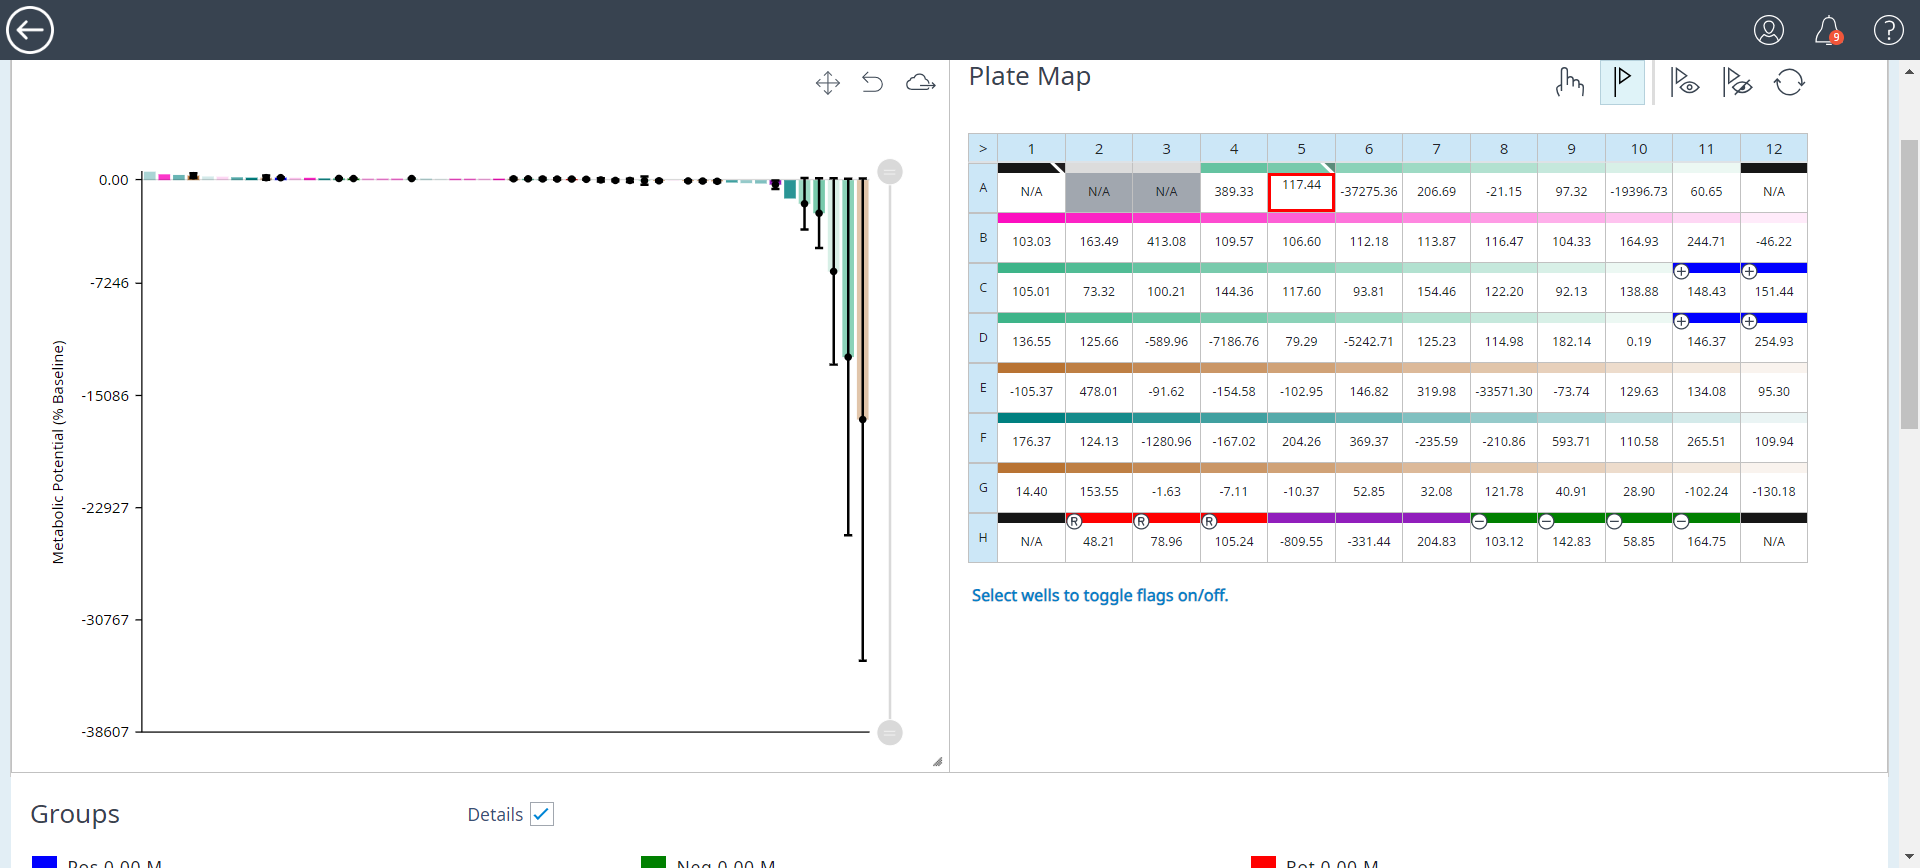 9
?
Plate Map
0.00
-7246
-15086
-22927
-30767
-38607
Metabolic Potential (% Baseline)
> 1 2 3 4 5 6 7 8 9 10 11 12
A N/A N/A N/A 389.33 117.44 -37275.36 206.69 -21.15 97.32 -19396.73 60.65 N/A
B 103.03 163.49 413.08 109.57 106.60 112.18 113.87 116.47 104.33 164.93 244.71 -46.22
+ +
C 105.01 73.32 100.21 144.36 117.60 93.81 154.46 122.20 92.13 138.88 148.43 151.44
+ +
D 136.55 125.66 -589.96 -7186.76 79.29 -5242.71 125.23 114.98 182.14 0.19 146.37 254.93
E -105.37 478.01 -91.62 -154.58 -102.95 146.82 319.98 -33571.30 -73.74 129.63 134.08 95.30
F 176.37 124.13 -1280.96 -167.02 204.26 369.37 -235.59 -210.86 593.71 110.58 265.51 109.94
G 14.40 153.55 -1.63 -7.11 -10.37 52.85 32.08 121.78 40.91 28.90 -102.24 -130.18
R R R − − − −
H N/A 48.21 78.96 105.24 -809.55 -331.44 204.83 103.12 142.83 58.85 164.75 N/A
Select wells to toggle flags on/off.
Groups
Details
Pos 0.00 M
Neg 0.00 M
Rot 0.00 M